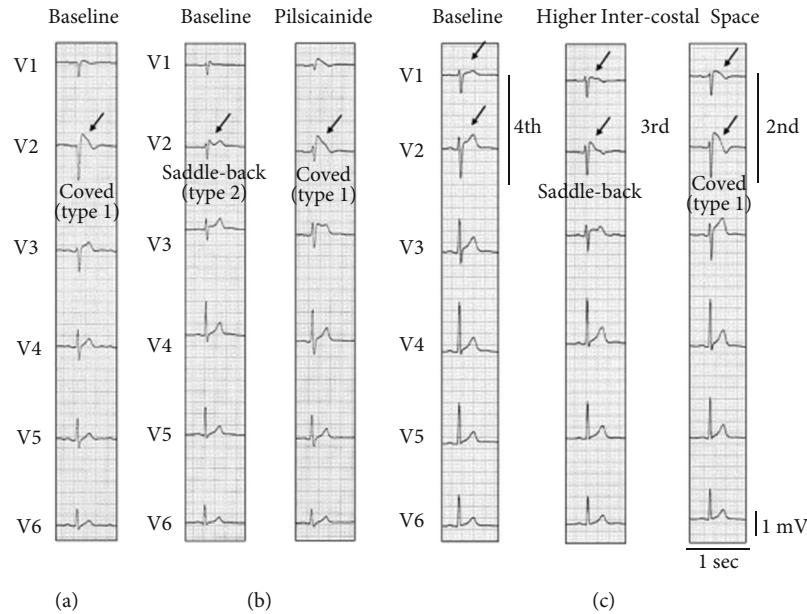 Baseline Baseline Pilsicainide Baseline Higher Inter-costal Space
V1 V1 V1
4th 3rd 2nd
V2 V2 V2
Saddle-back
(type 2)
Coved
(type 1)
Coved
(type 1)
Saddle-back
Coved
(type 1)
V3 V3 V3
V4 V4 V4
V5 V5 V5
V6 V6 V6
1 mV
1 sec
(a) (b) (c)